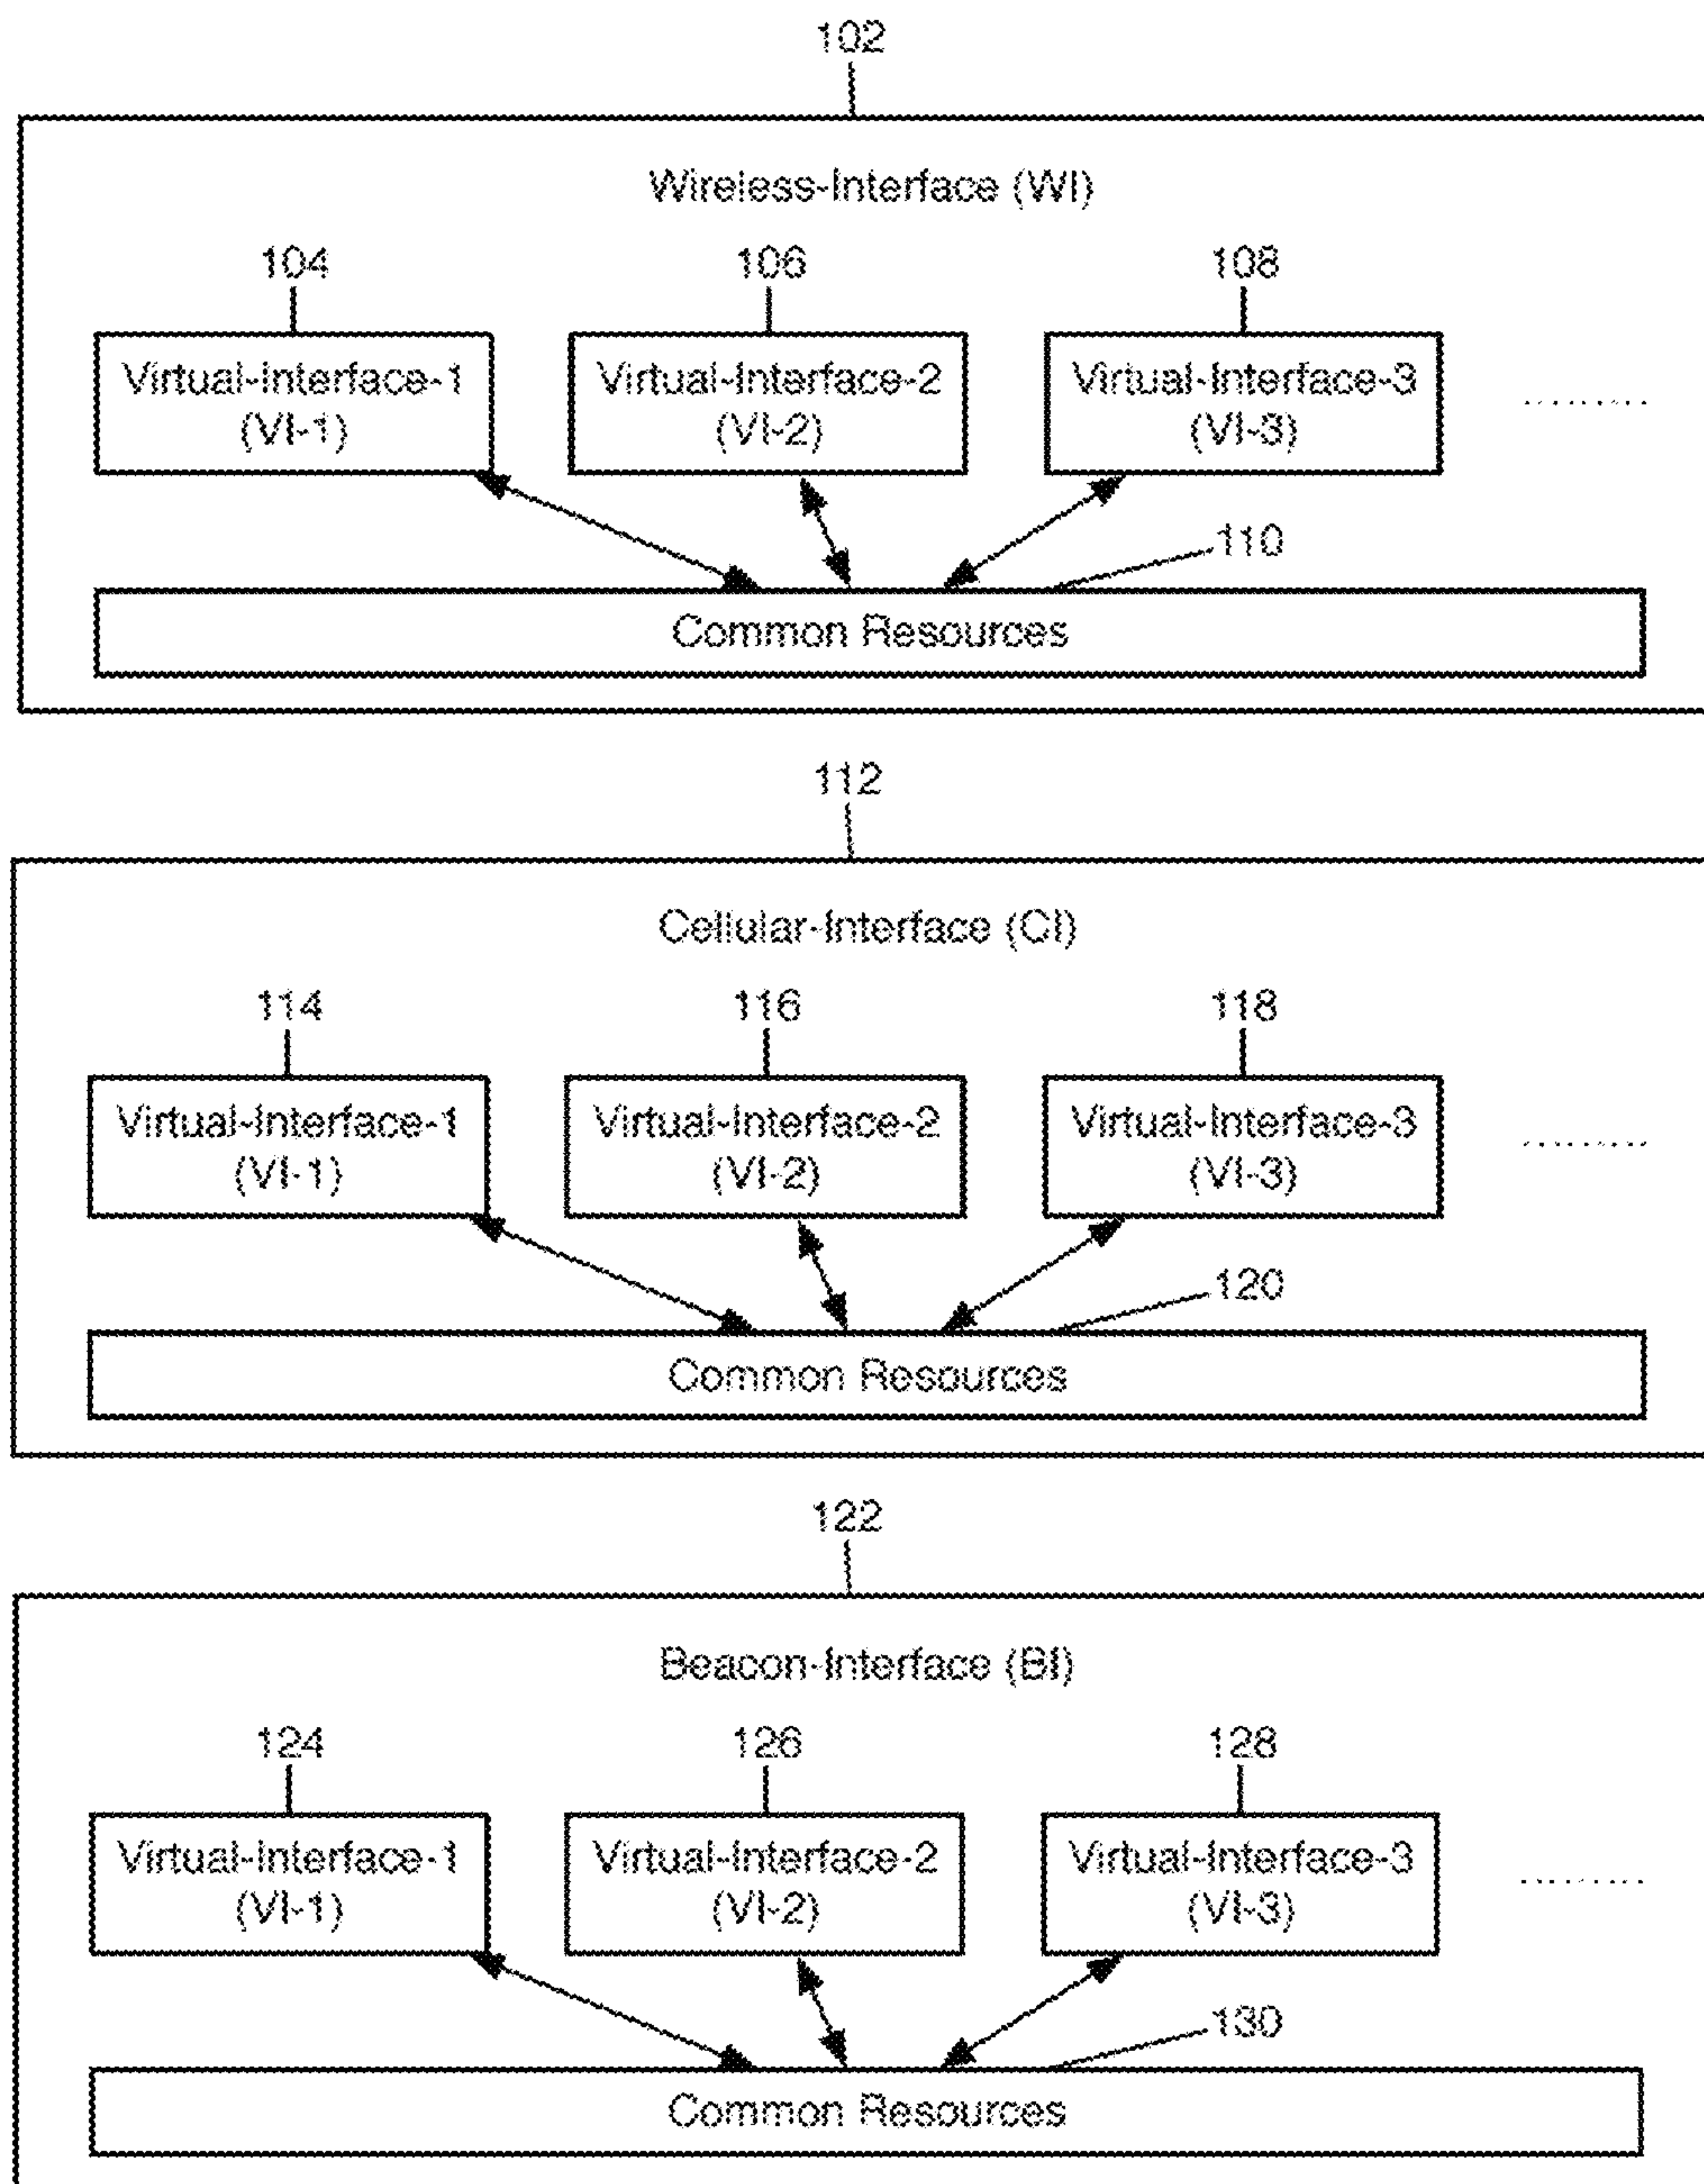 102
Wireless-Interface (WI)
104
106
108
Virtual-Interface-1
(VI-1)
Virtual-Interface-2
(VI-2)
Virtual-Interface-3
(VI-3)
110
Common Resources
112
Cellular-Interface (CI)
114
116
118
Virtual-Interface-1
(VI-1)
Virtual-Interface-2
(VI-2)
Virtual-Interface-3
(VI-3)
120
Common Resources
122
Beacon-Interface (BI)
124
126
128
Virtual-Interface-1
(VI-1)
Virtual-Interface-2
(VI-2)
Virtual-Interface-3
(VI-3)
130
Common Resources